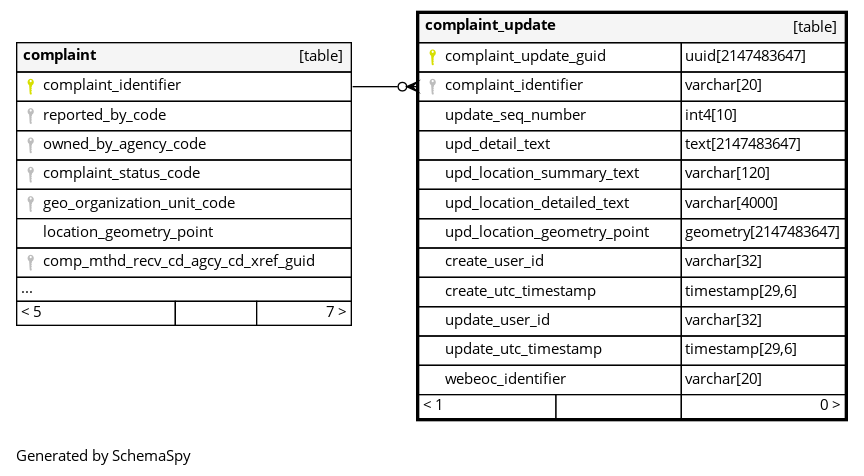 complaint [table]
complaint_identifier
reported_by_code
owned_by_agency_code
complaint_status_code
geo_organization_unit_code
location_geometry_point
comp_mthd_recv_cd_agcy_cd_xref_guid
...
< 5 7 >
complaint_update [table]
complaint_update_guid uuid[2147483647]
complaint_identifier varchar[20]
update_seq_number int4[10]
upd_detail_text text[2147483647]
upd_location_summary_text varchar[120]
upd_location_detailed_text varchar[4000]
upd_location_geometry_point geometry[2147483647]
create_user_id varchar[32]
create_utc_timestamp timestamp[29,6]
update_user_id varchar[32]
update_utc_timestamp timestamp[29,6]
webeoc_identifier varchar[20]
< 1 0 >
Generated by SchemaSpy